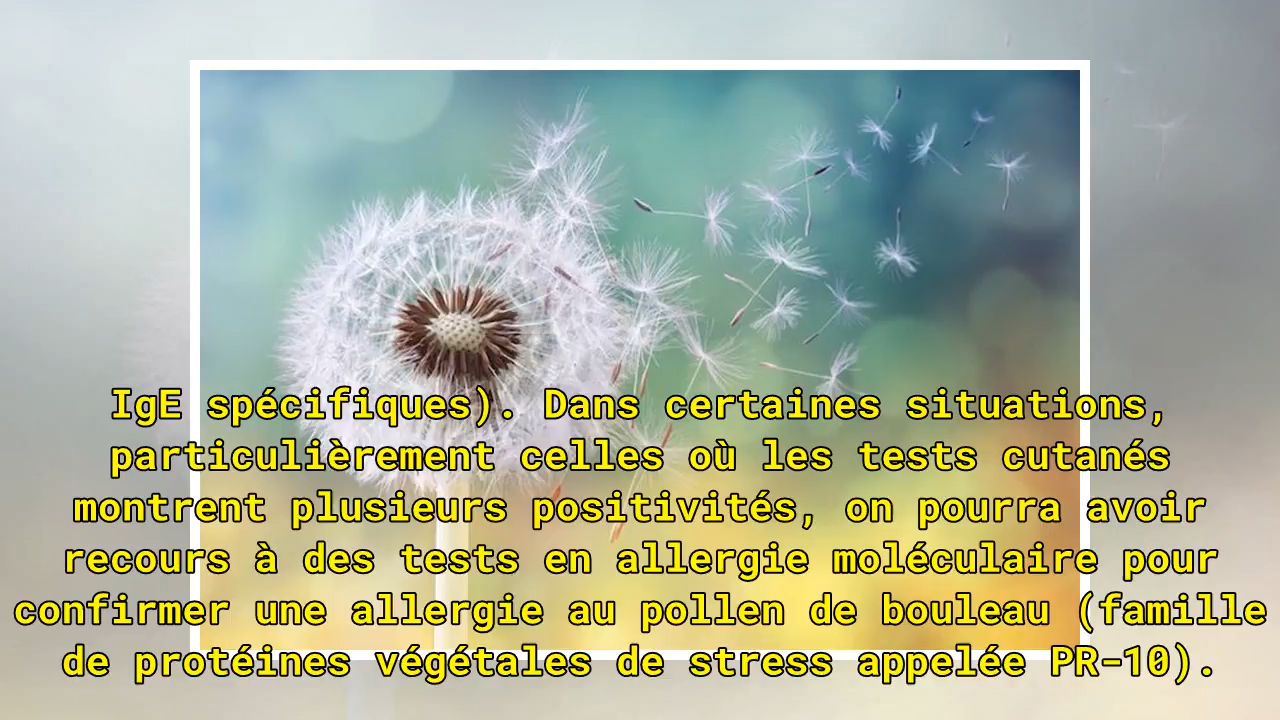 IgE spécifiques). Dans certaines situations,
particulièrement celles où les tests cutanés
montrent plusieurs positivités, on pourra avoir
recours à des tests en allergie moléculaire pour
confirmer une allergie au pollen de bouleau (famille
de protéines végétales de stress appelée PR-10).